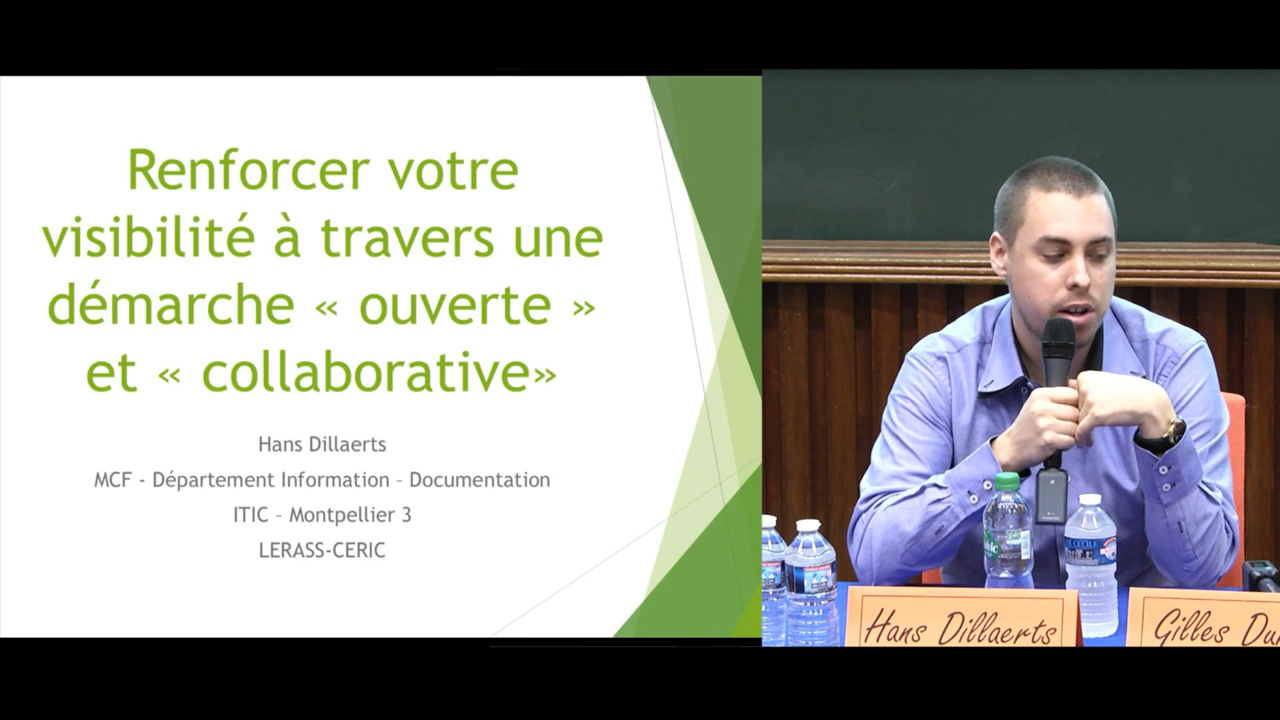 Renforcer votre
visibilité à travers une
démarche « ouverte »
et « collaborative»
Hans Dillaerts
MCF - Département Information – Documentation
ITIC – Montpellier 3
LERASS-CERIC
Hans Dillaerts
Gilles